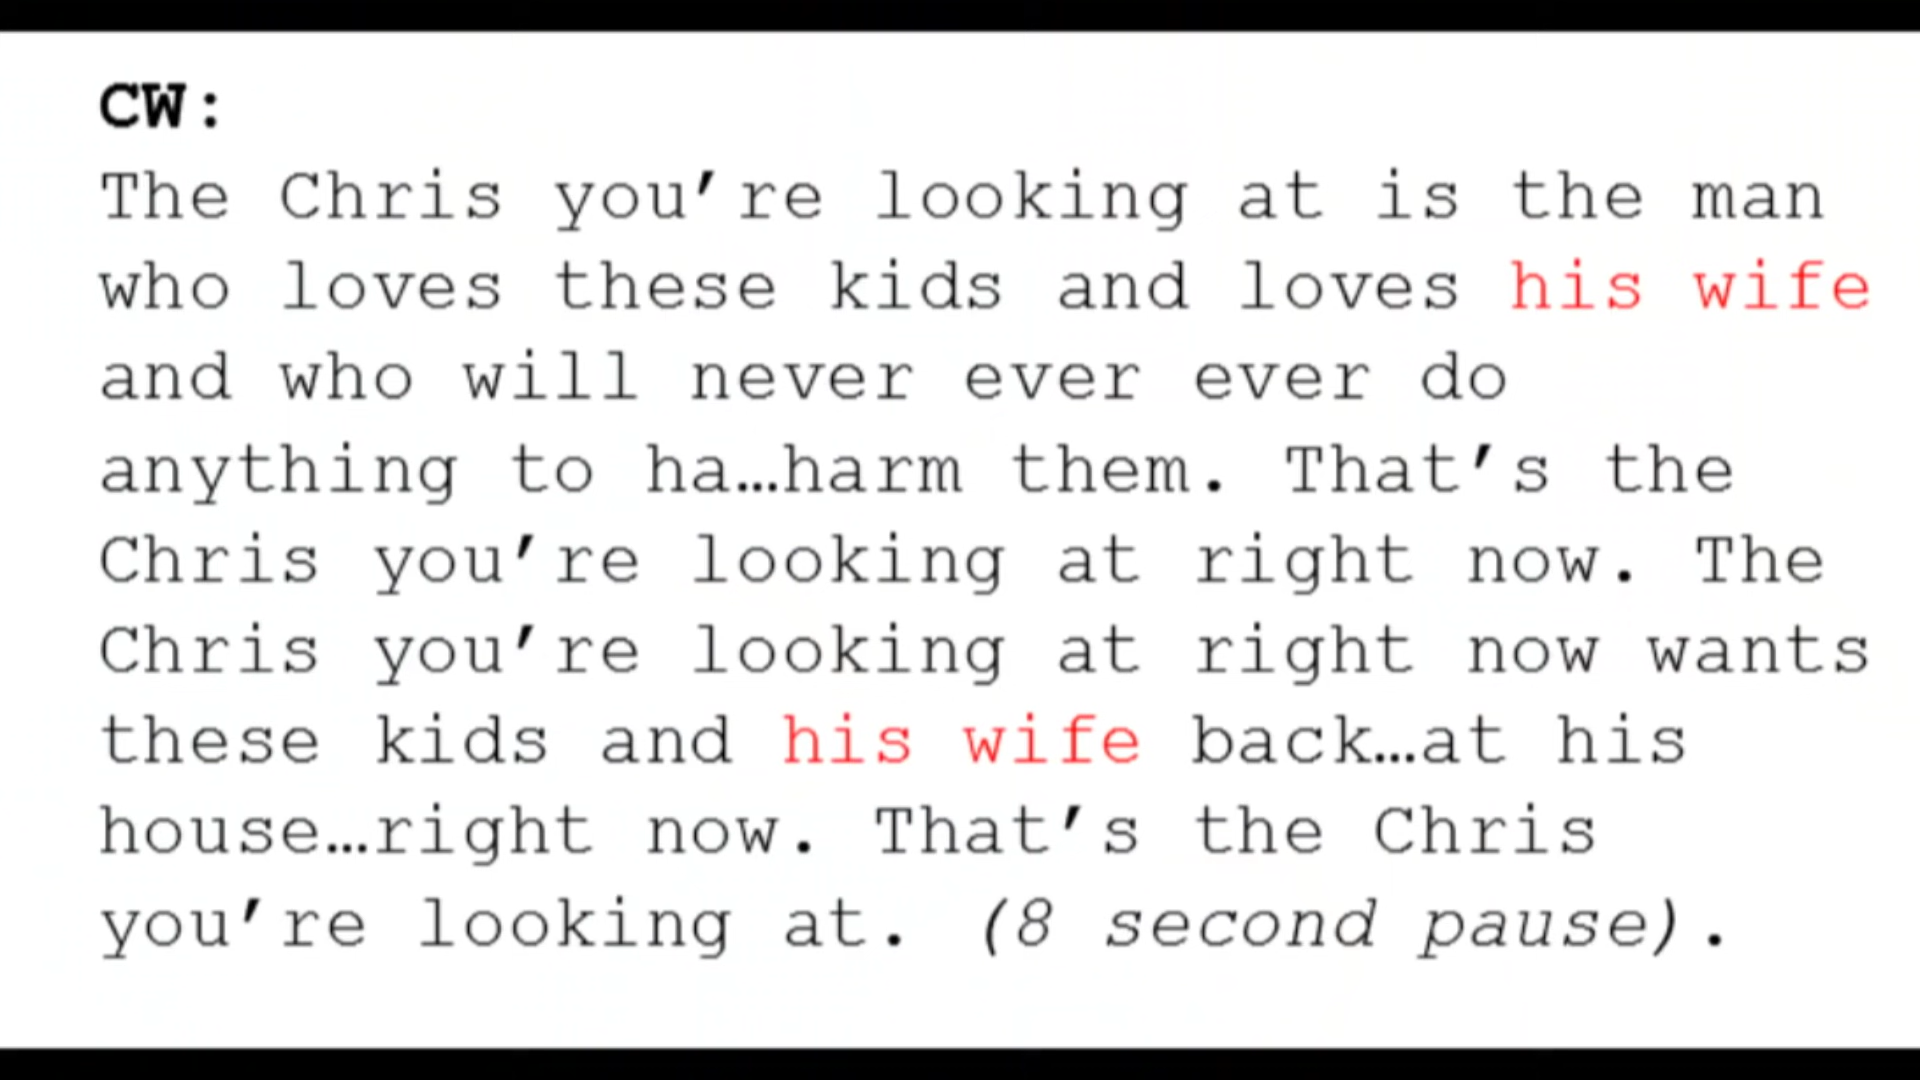 CW:
The Chris you’re looking at is the man
who loves these kids and loves his wife
and who will never ever ever do
anything to ha…harm them. That’s the
Chris you’re looking at right now. The
Chris you’re looking at right now wants
these kids and his wife back…at his
house…right now. That’s the Chris
you’re looking at. (8 second pause).